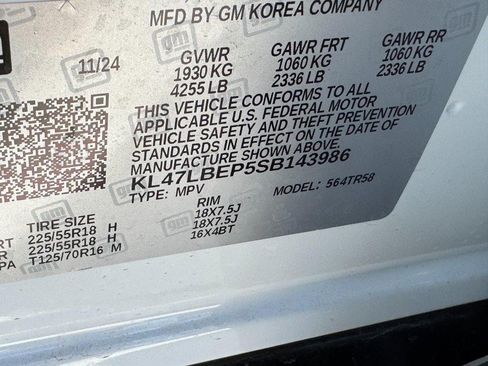 MFD BY GM KOREA COMPANY
11/24
GVWR GAWR FRT GAWR RR
1930 KG 1060 KG 1060 KG
4255 LB 2336 LB 2336 LB
THIS VEHICLE CONFORMS TO ALL
APPLICABLE U.S. FEDERAL MOTOR
VEHICLE SAFETY AND THEFT PREVENTION
STANDARDS IN EFFECT ON THE DATE OF
MANUFACTURE SHOWN ABOVE.
KL47LBEP5SB143986
TYPE: MPV MODEL: 564TR58
TIRE SIZE RIM
225/55R18 H 18X7.5J
225/55R18 H 18X7.5J
T125/70R16 M 16X4BT
gm